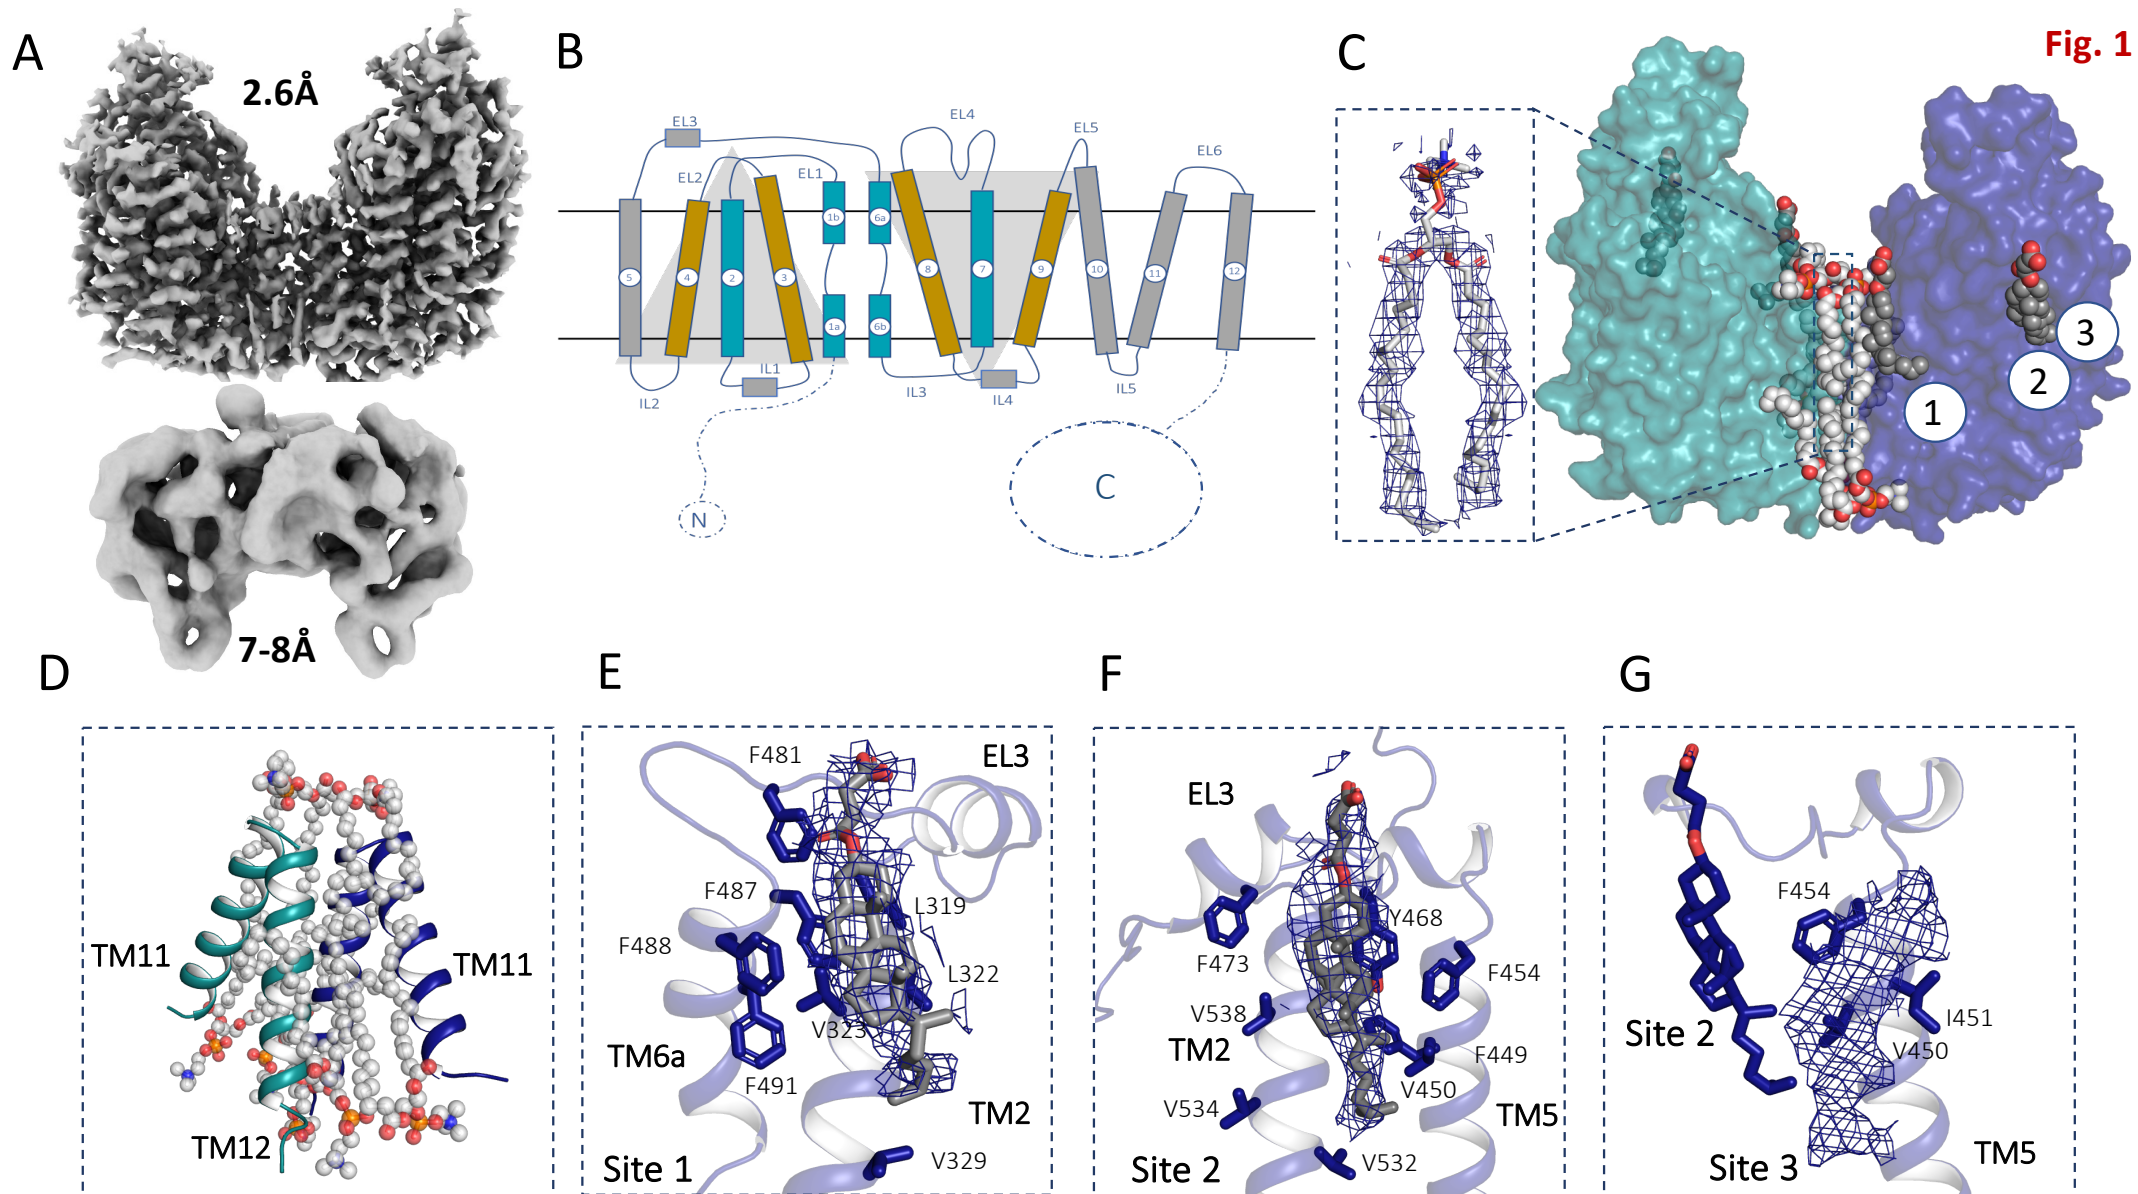 Fig. 1
A
2.6Å
7-8Å
B
EL3
EL2
EL1
EL4
EL5
EL6
5
4
2
3
1b
1a
6a
6b
8
7
9
10
11
12
IL2
IL1
IL3
IL4
IL5
N
C
C
1
2
3
D
TM11
TM11
TM12
E
F481
EL3
F487
L319
F488
L322
V323
TM6a
F491
TM2
Site 1
V329
F
EL3
Y468
F473
F454
V538
TM2
F449
V450
V534
TM5
Site 2
V532
G
F454
Site 2
I451
V450
Site 3
TM5